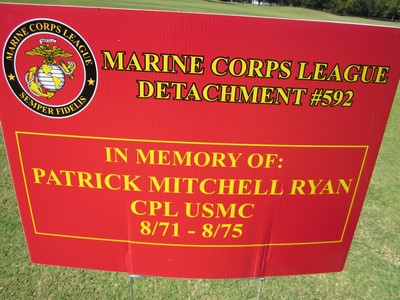 MARINE CORPS LEAGUE
SEMPER FIDELIS
MARINE CORPS LEAGUE
DETACHMENT #592
IN MEMORY OF:
PATRICK MITCHELL RYAN
CPL USMC
8/71 - 8/75